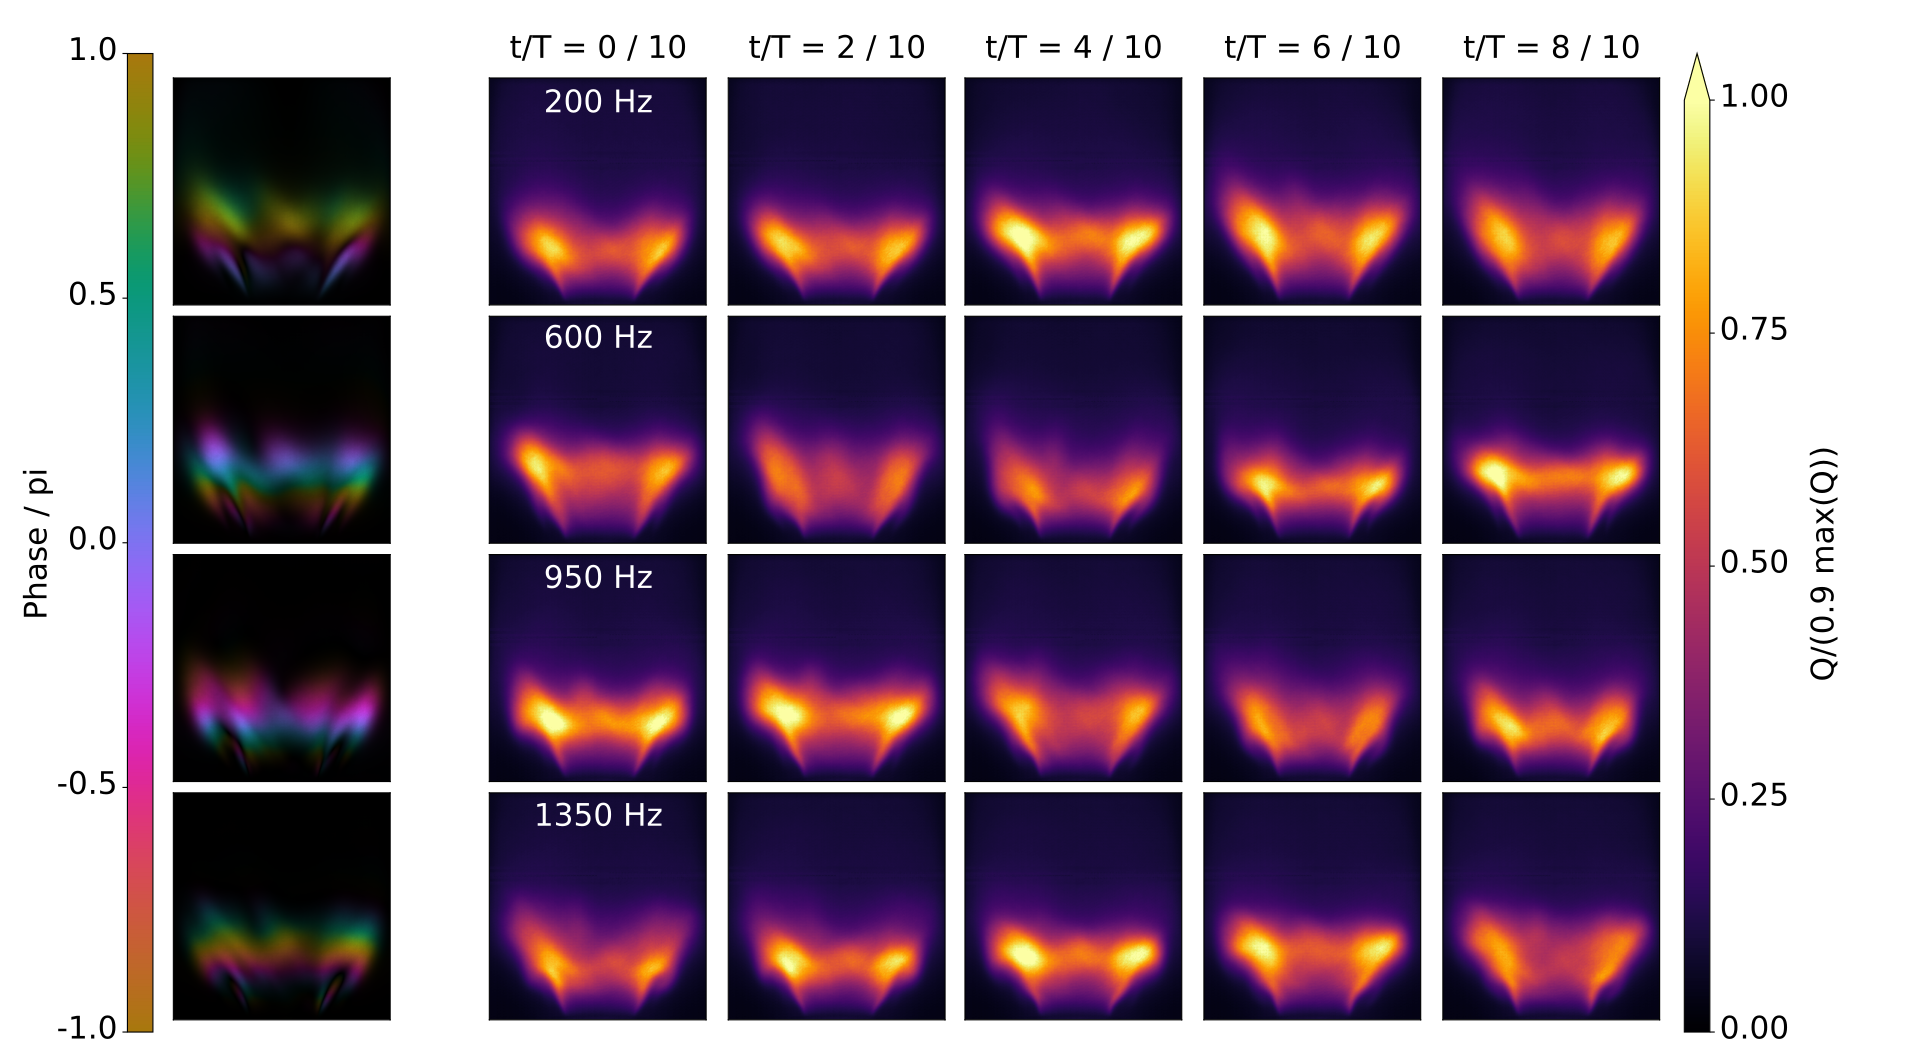 t/T = 0 / 10
t/T = 2 / 10
t/T = 4 / 10
t/T = 6 / 10
t/T = 8 / 10
1.0
0.5
0.0
-0.5
-1.0
Phase / pi
200 Hz
600 Hz
950 Hz
1350 Hz
1.00
0.75
0.50
0.25
0.00
Q/(0.9 max(Q))